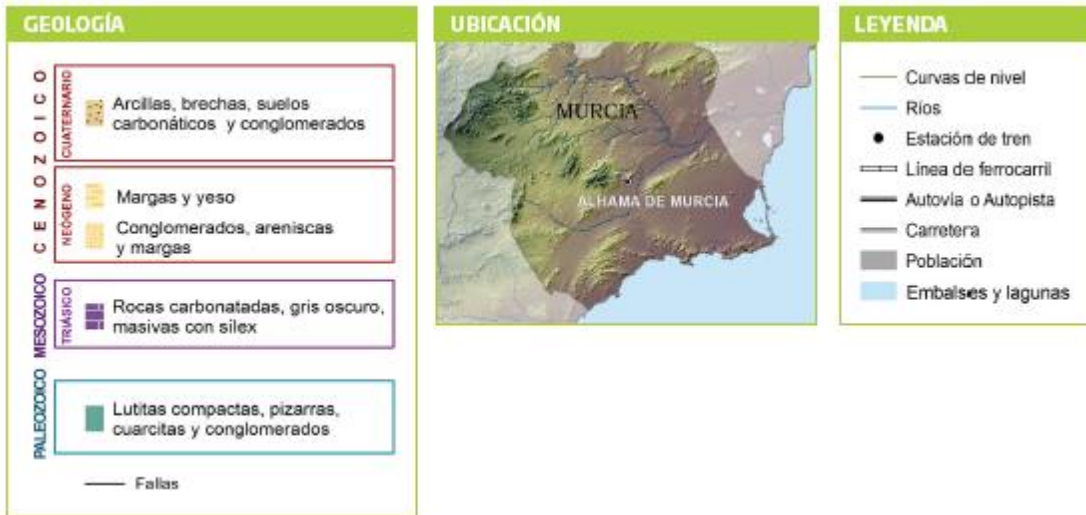 GEOLOGÍA
CENOZOICO
CUATERNARIO
Arcillas, brechas, suelos
carbonáticos y conglomerados
NEÓGENO
Margas y yeso
Conglomerados, areniscas
y margas
MESOZOICO
TRIÁSICO
Rocas carbonatadas, gris oscuro,
masivas con sílex
PALEOZOICO
Lutitas compactas, pizarras,
cuarcitas y conglomerados
Fallas
UBICACIÓN
MURCIA
ALHAMA DE MURCIA
LEYENDA
Curvas de nivel
Ríos
Estación de tren
Línea de ferrocarril
Autovía o Autopista
Carretera
Población
Embalses y lagunas